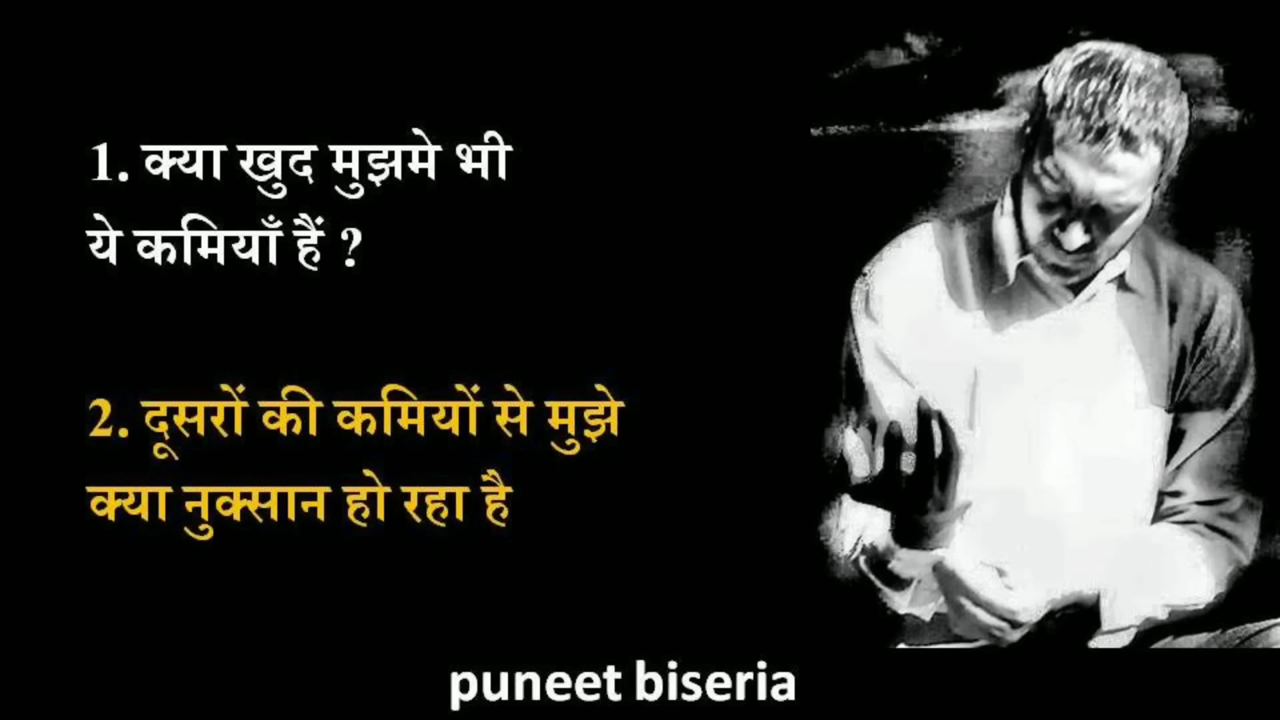 1. क्या खुद मुझमे भी
ये कमियाँ हैं ?
2. दूसरों की कमियों से मुझे
क्या नुक्सान हो रहा है
puneet biseria